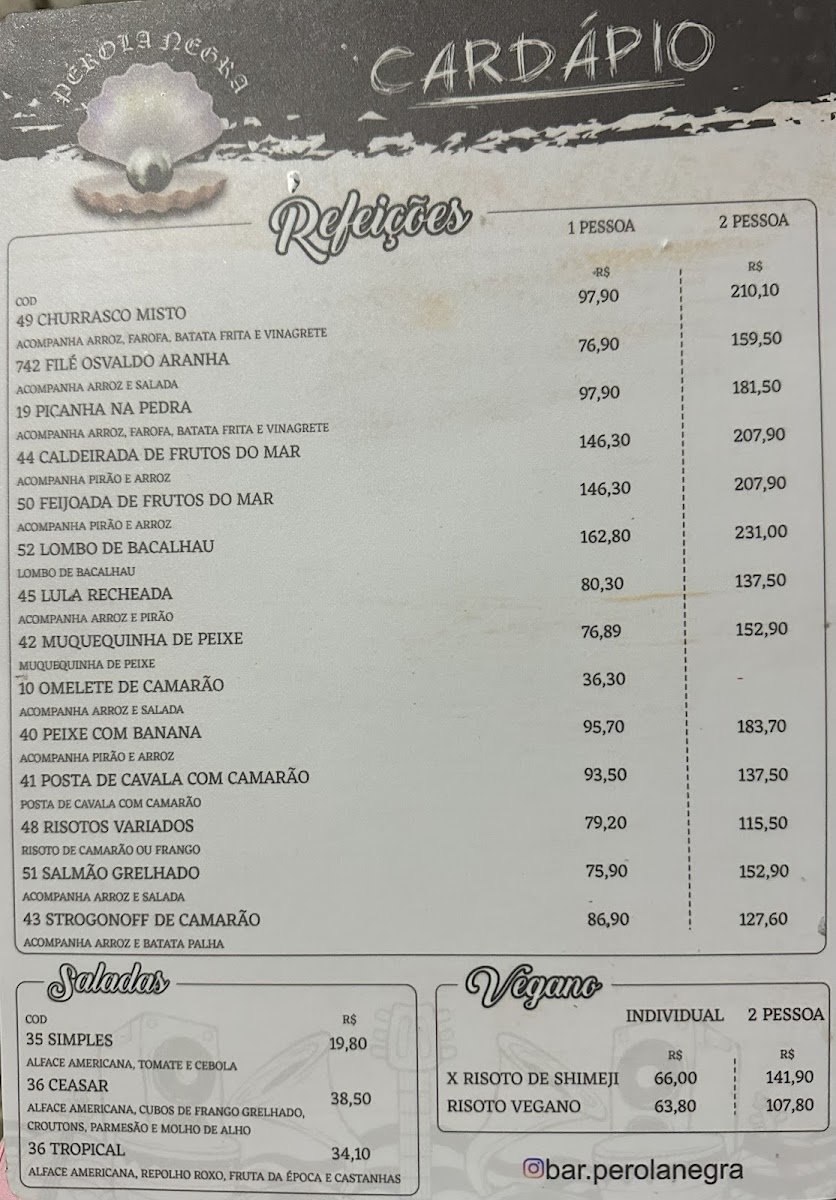 PÉROLA NEGRA
CARDÁPIO
Refeições
1 PESSOA 2 PESSOA
R$ R$
COD
49 CHURRASCO MISTO 97,90 210,10
ACOMPANHA ARROZ, FAROFA, BATATA FRITA E VINAGRETE
742 FILÉ OSVALDO ARANHA 76,90 159,50
ACOMPANHA ARROZ E SALADA
19 PICANHA NA PEDRA 97,90 181,50
ACOMPANHA ARROZ, FAROFA, BATATA FRITA E VINAGRETE
44 CALDEIRADA DE FRUTOS DO MAR 146,30 207,90
ACOMPANHA PIRÃO E ARROZ
50 FEIJOADA DE FRUTOS DO MAR 146,30 207,90
ACOMPANHA PIRÃO E ARROZ
52 LOMBO DE BACALHAU 162,80 231,00
LOMBO DE BACALHAU
45 LULA RECHEADA 80,30 137,50
ACOMPANHA ARROZ E PIRÃO
42 MUQUEQUINHA DE PEIXE 76,89 152,90
MUQUEQUINHA DE PEIXE
10 OMELETE DE CAMARÃO 36,30 -
ACOMPANHA ARROZ E SALADA
40 PEIXE COM BANANA 95,70 183,70
ACOMPANHA PIRÃO E ARROZ
41 POSTA DE CAVALA COM CAMARÃO 93,50 137,50
POSTA DE CAVALA COM CAMARÃO
48 RISOTOS VARIADOS 79,20 115,50
RISOTO DE CAMARÃO OU FRANGO
51 SALMÃO GRELHADO 75,90 152,90
ACOMPANHA ARROZ E SALADA
43 STROGONOFF DE CAMARÃO 86,90 127,60
ACOMPANHA ARROZ E BATATA PALHA
Saladas
COD R$
35 SIMPLES 19,80
ALFACE AMERICANA, TOMATE E CEBOLA
36 CEASAR 38,50
ALFACE AMERICANA, CUBOS DE FRANGO GRELHADO,
CROUTONS, PARMESÃO E MOLHO DE ALHO
36 TROPICAL 34,10
ALFACE AMERICANA, REPOLHO ROXO, FRUTA DA ÉPOCA E CASTANHAS
Vegano
INDIVIDUAL 2 PESSOA
R$ R$
X RISOTO DE SHIMEJI 66,00 141,90
RISOTO VEGANO 63,80 107,80
bar.perolanegra